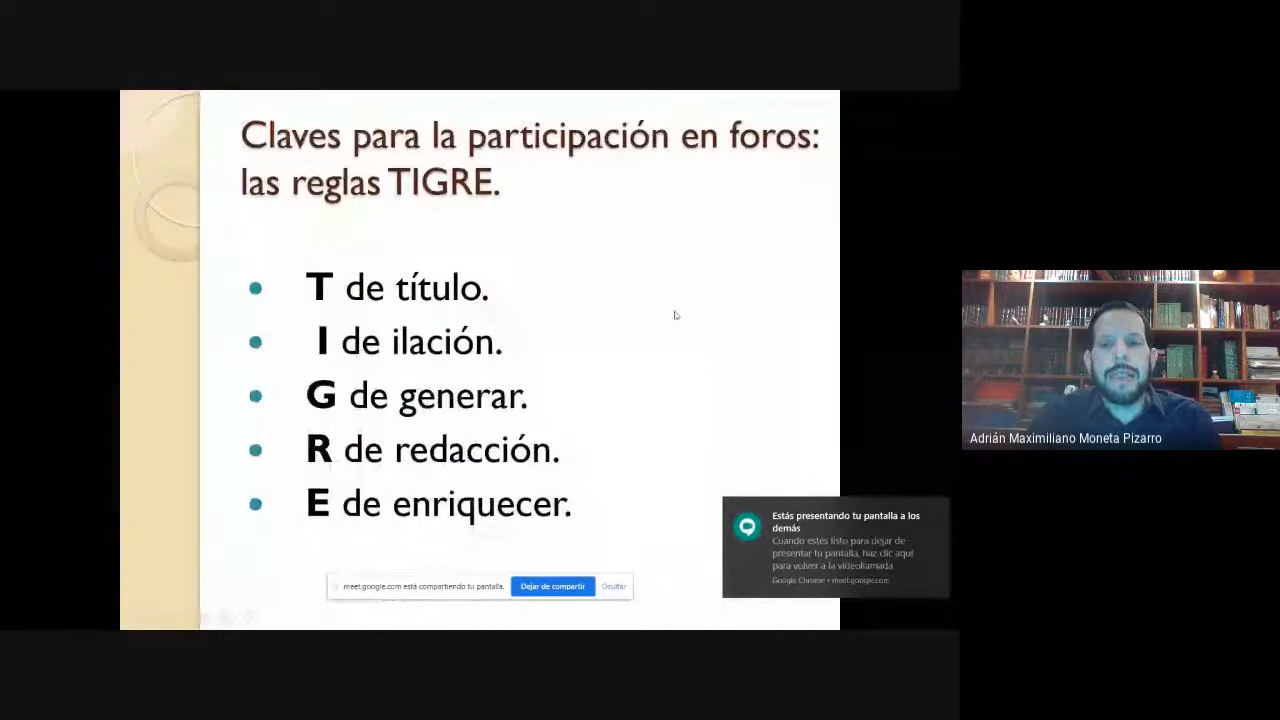 Claves para la participación en foros:
las reglas TIGRE.
T de título.
I de ilación.
G de generar.
R de redacción.
E de enriquecer.
Adrián Maximiliano Moneta Pizarro
Estás presentando tu pantalla a los
demás
Cuando estés listo para dejar de
presentar tu pantalla, haz clic aquí
para volver a la videollamada
Google Chrome • meet.google.com
meet.google.com está compartiendo tu pantalla.
Dejar de compartir
Ocultar